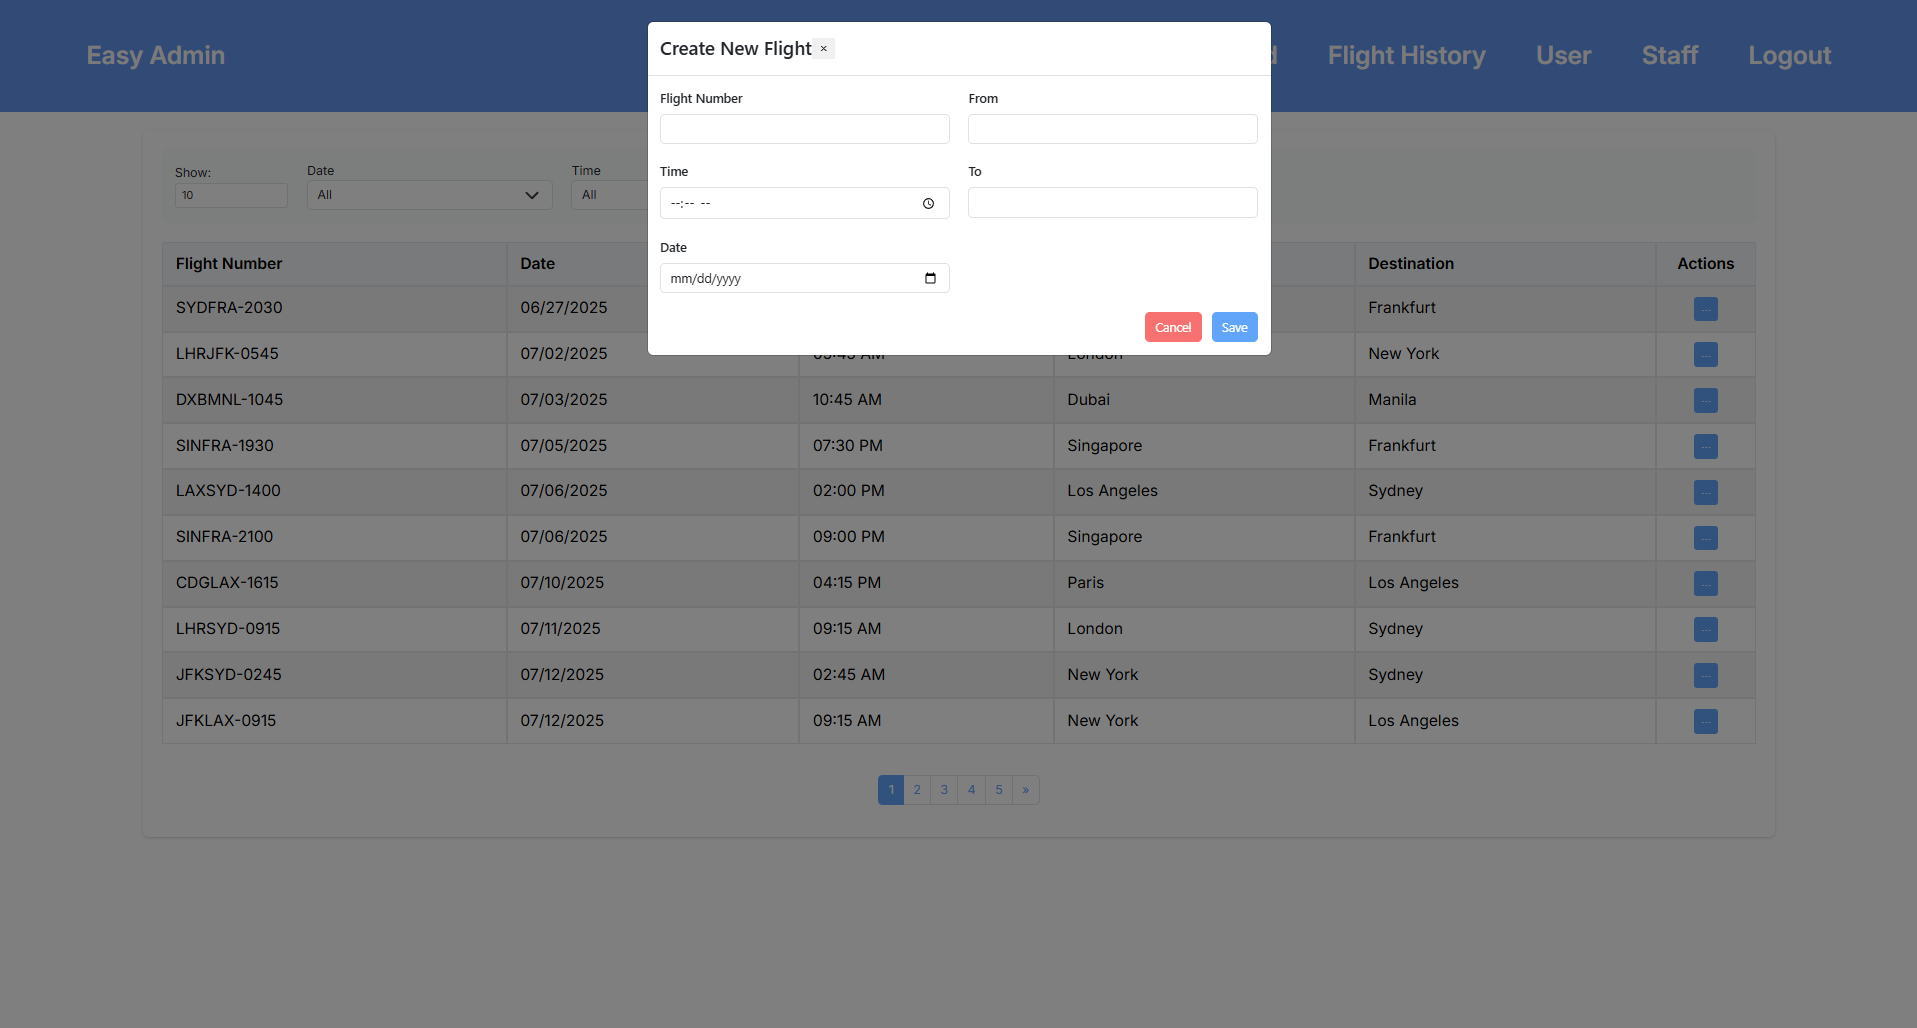 Easy Admin
Flight History
User
Staff
Logout
Create New Flight ×
Flight Number
From
Time
--:-- --
To
Date
mm/dd/yyyy
Cancel
Save
Show:
10
Date
All
Time
All
Flight Number Date Destination Actions
SYDFRA-2030 06/27/2025 Frankfurt ...
LHRJFK-0545 07/02/2025 05:45 AM London New York ...
DXBMNL-1045 07/03/2025 10:45 AM Dubai Manila ...
SINFRA-1930 07/05/2025 07:30 PM Singapore Frankfurt ...
LAXSYD-1400 07/06/2025 02:00 PM Los Angeles Sydney ...
SINFRA-2100 07/06/2025 09:00 PM Singapore Frankfurt ...
CDGLAX-1615 07/10/2025 04:15 PM Paris Los Angeles ...
LHRSYD-0915 07/11/2025 09:15 AM London Sydney ...
JFKSYD-0245 07/12/2025 02:45 AM New York Sydney ...
JFKLAX-0915 07/12/2025 09:15 AM New York Los Angeles ...
1 2 3 4 5 »